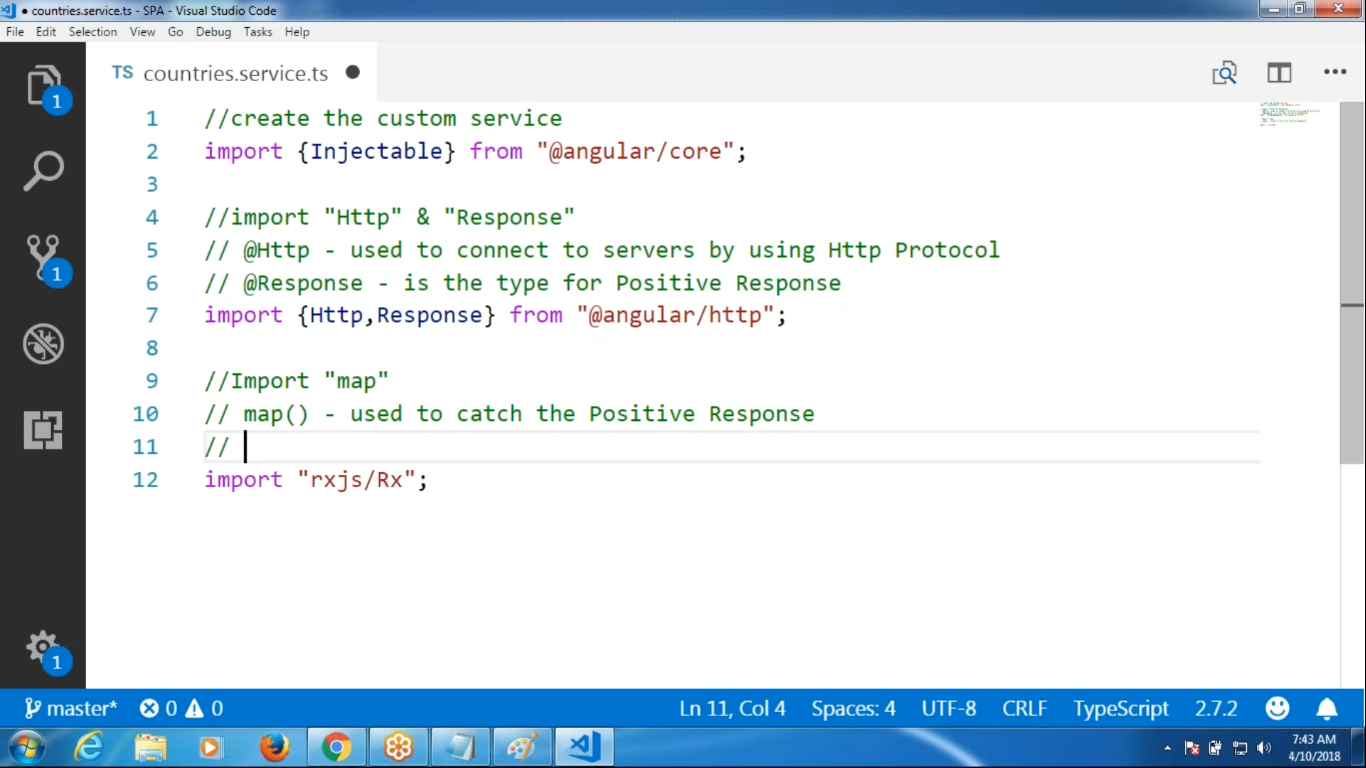 ● countries.service.ts - SPA - Visual Studio Code
File Edit Selection View Go Debug Tasks Help
TS countries.service.ts
1 //create the custom service
2 import {Injectable} from "@angular/core";
3
4 //import "Http" & "Response"
5 // @Http - used to connect to servers by using Http Protocol
6 // @Response - is the type for Positive Response
7 import {Http,Response} from "@angular/http";
8
9 //Import "map"
10 // map() - used to catch the Positive Response
11 //
12 import "rxjs/Rx";
1
1
1
master* 0 0 Ln 11, Col 4 Spaces: 4 UTF-8 CRLF TypeScript 2.7.2
7:43 AM
4/10/2018